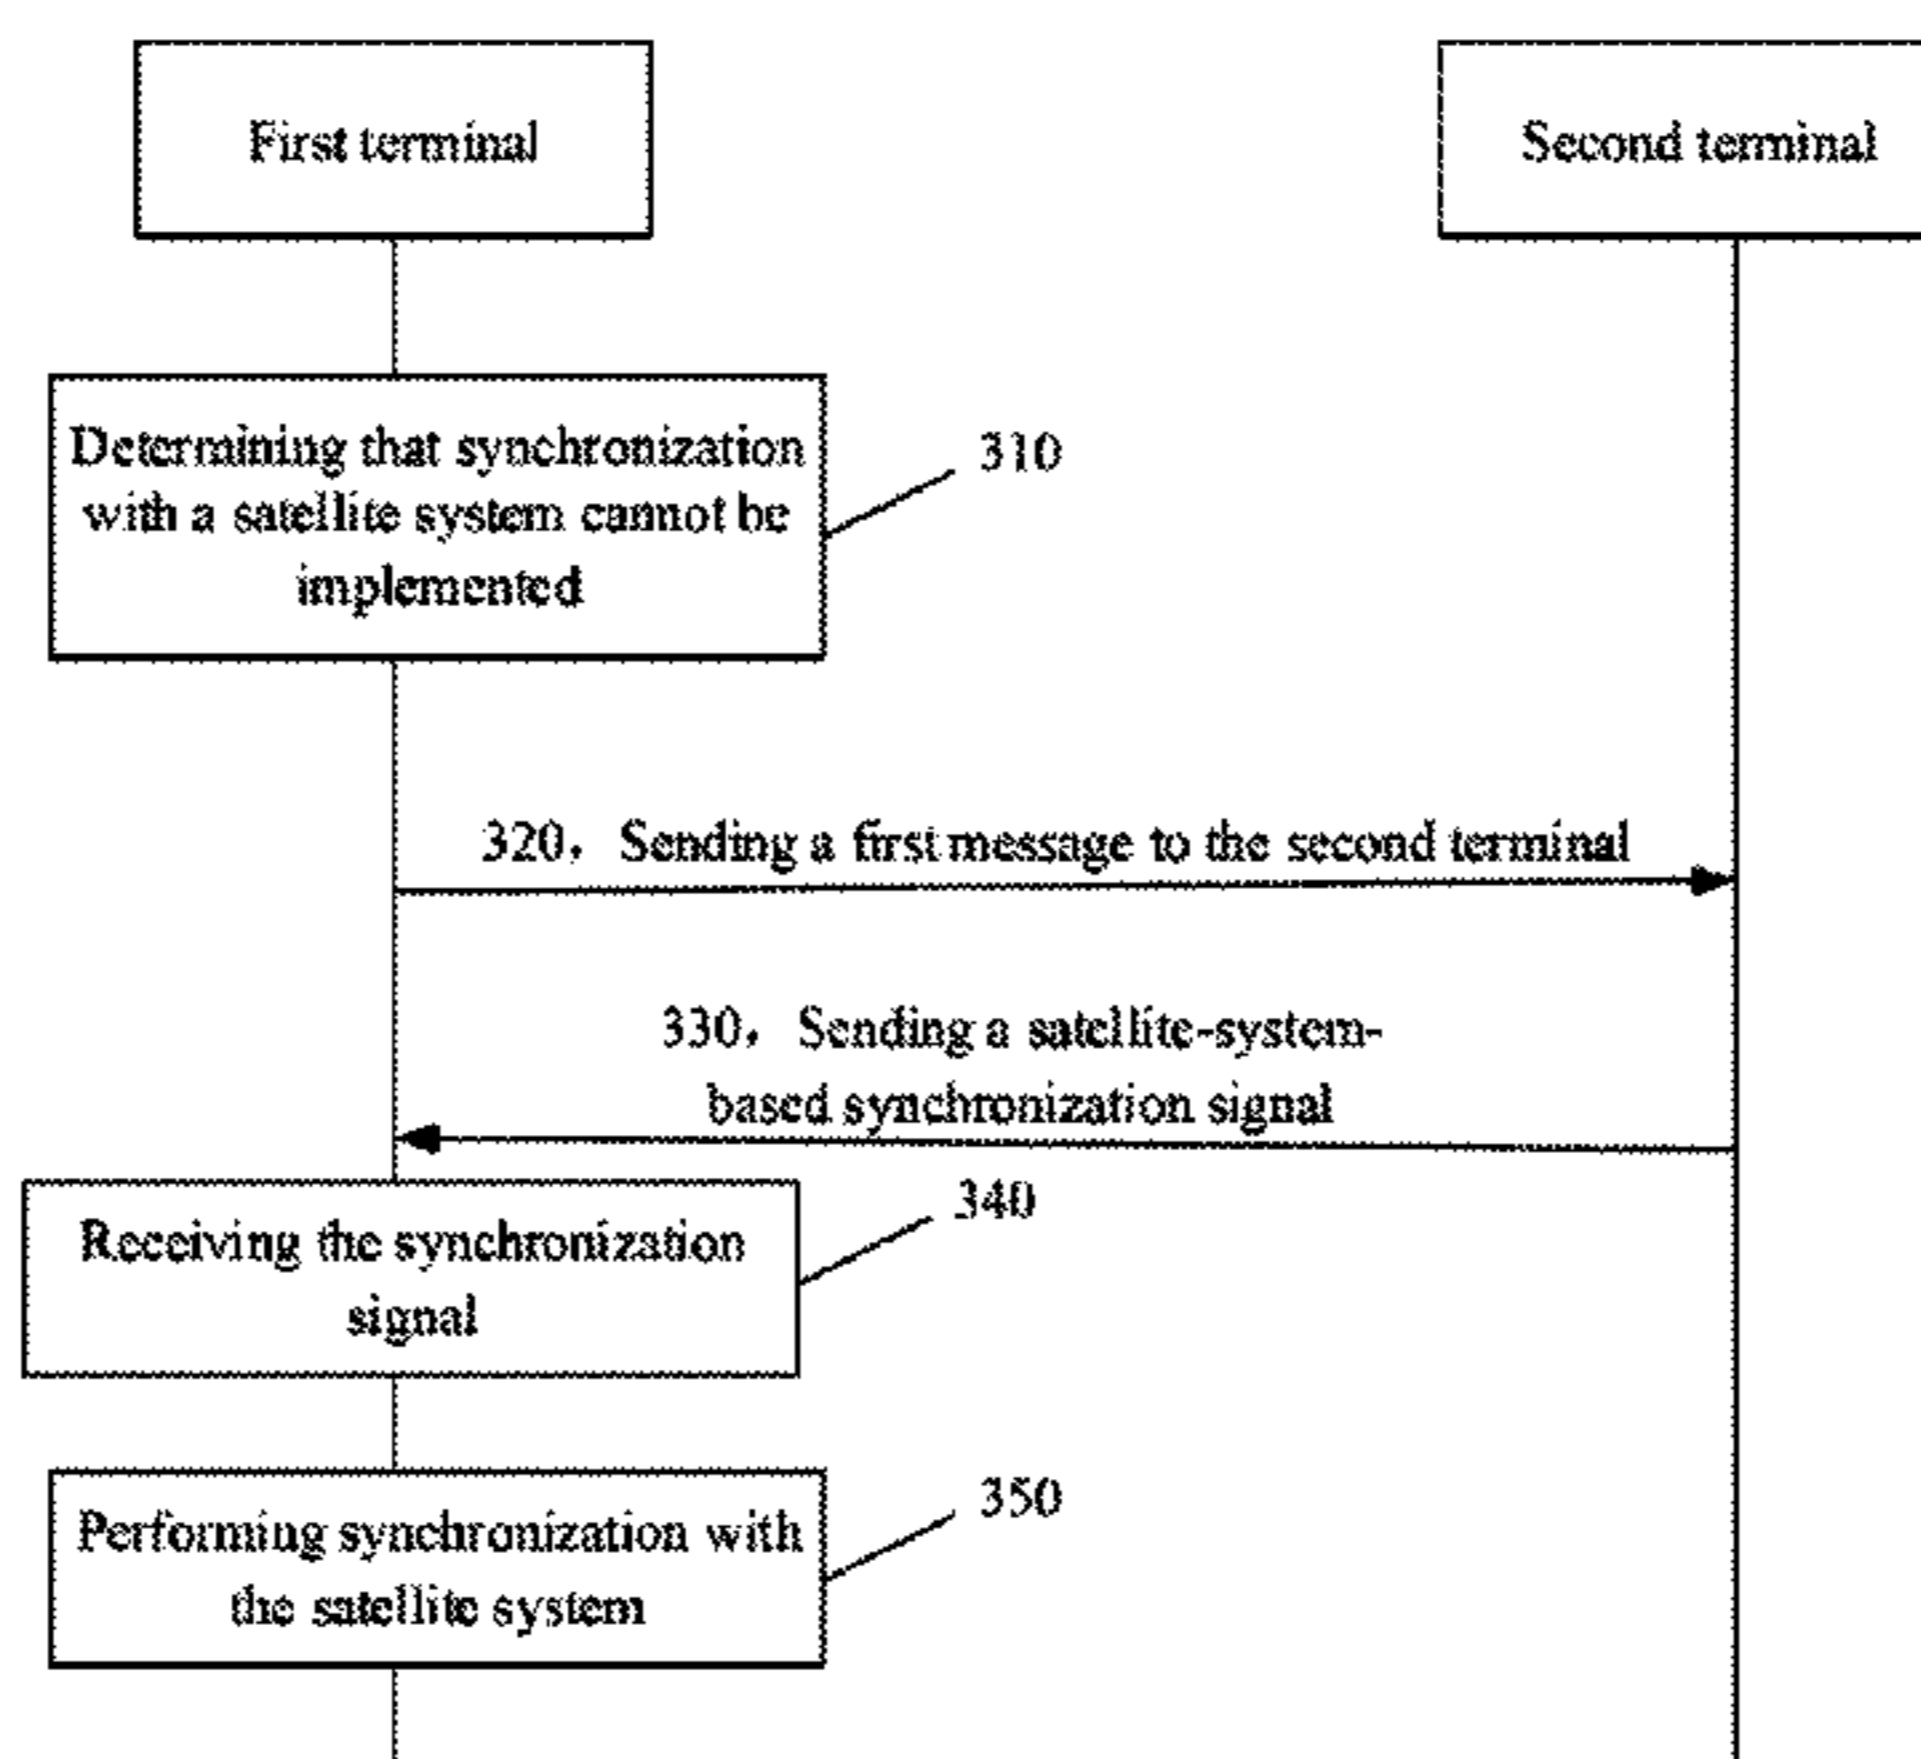 First terminal
Second terminal
Determining that synchronization
with a satellite system cannot be
implemented
310
320, Sending a first message to the second terminal
330, Sending a satellite-system-
based synchronization signal
340
Receiving the synchronization
signal
350
Performing synchronization with
the satellite system